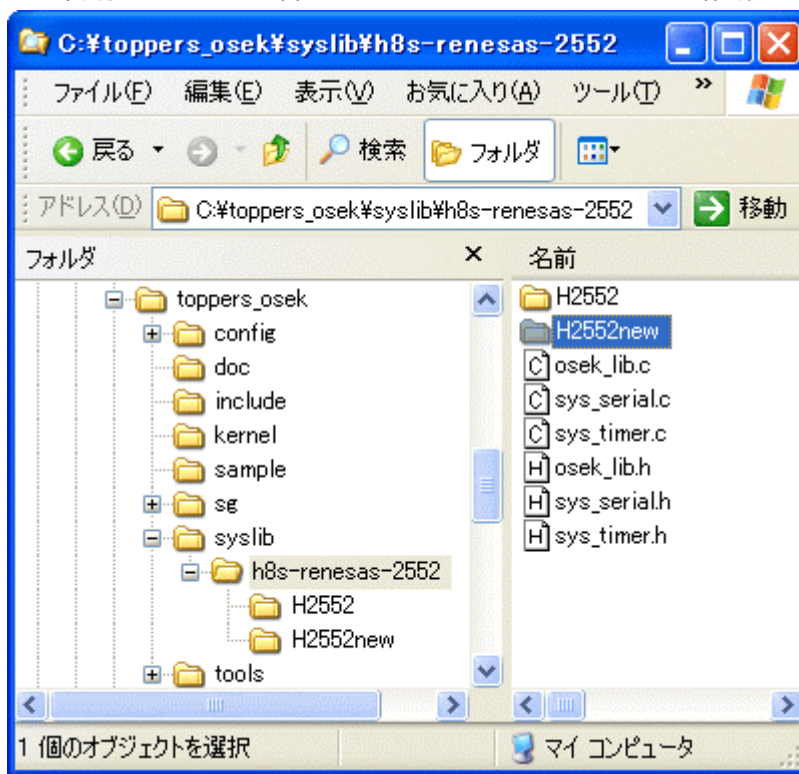 C:¥toppers_osek¥syslib¥h8s-renesas-2552
ファイル(F) 編集(E) 表示(V) お気に入り(A) ツール(T) »
戻る 検索 フォルダ
アドレス(D) C:¥toppers_osek¥syslib¥h8s-renesas-2552 移動
フォルダ × 名前
toppers_osek
config
doc
include
kernel
sample
sg
syslib
h8s-renesas-2552
H2552
H2552new
tools
H2552
H2552new
osek_lib.c
sys_serial.c
sys_timer.c
osek_lib.h
sys_serial.h
sys_timer.h
1 個のオブジェクトを選択 マイ コンピュータ